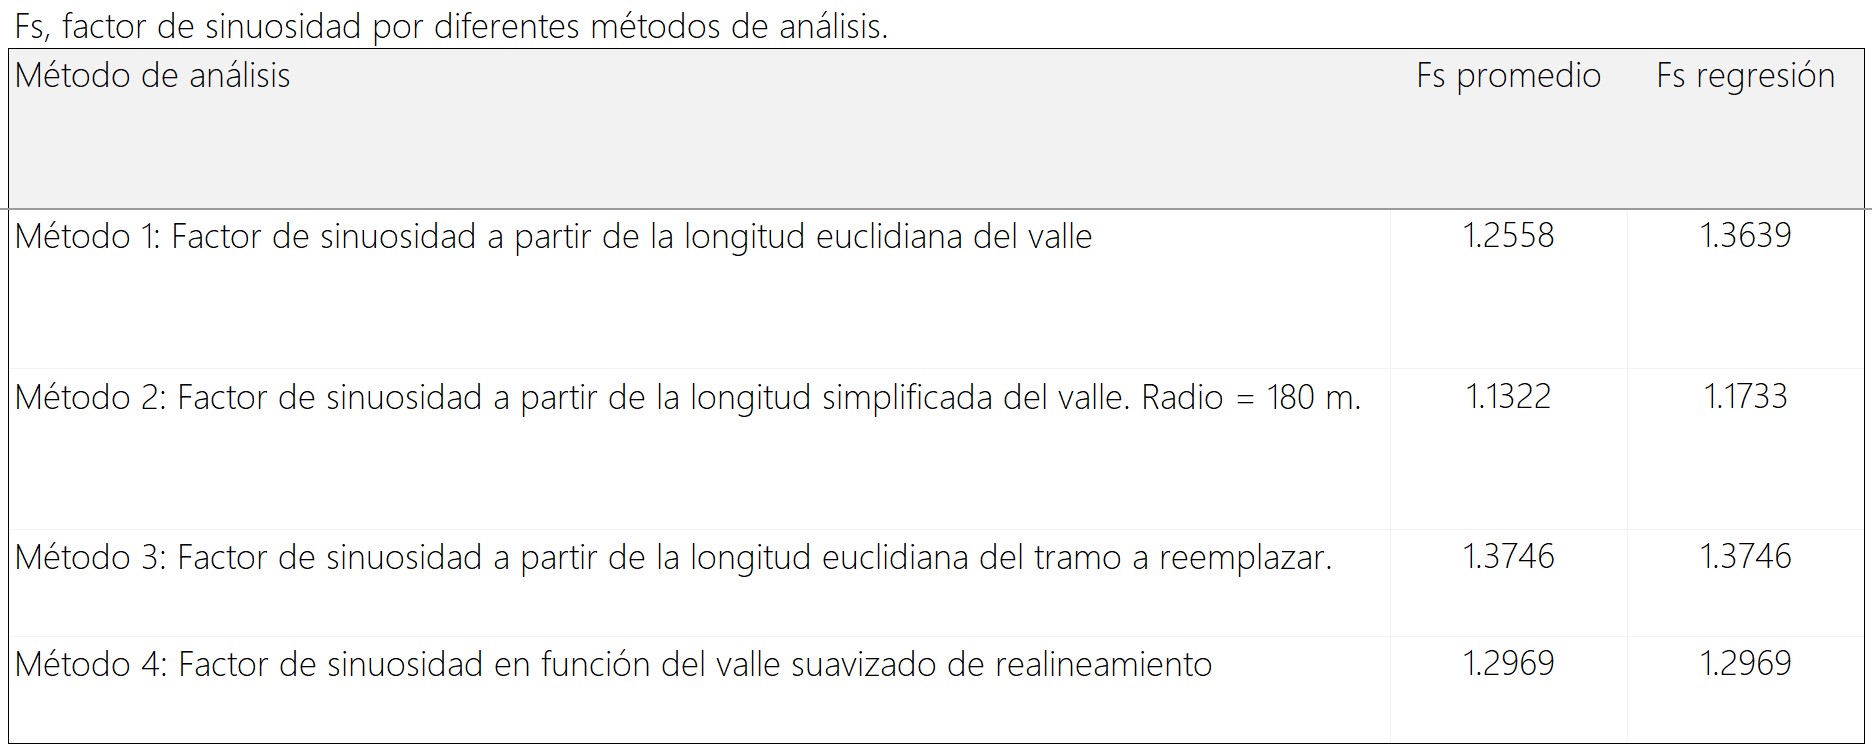 Fs, factor de sinuosidad por diferentes métodos de análisis.
Método de análisis Fs promedio Fs regresión
Método 1: Factor de sinuosidad a partir de la longitud euclidiana del valle 1.2558 1.3639
Método 2: Factor de sinuosidad a partir de la longitud simplificada del valle. Radio = 180 m. 1.1322 1.1733
Método 3: Factor de sinuosidad a partir de la longitud euclidiana del tramo a reemplazar. 1.3746 1.3746
Método 4: Factor de sinuosidad en función del valle suavizado de realineamiento 1.2969 1.2969